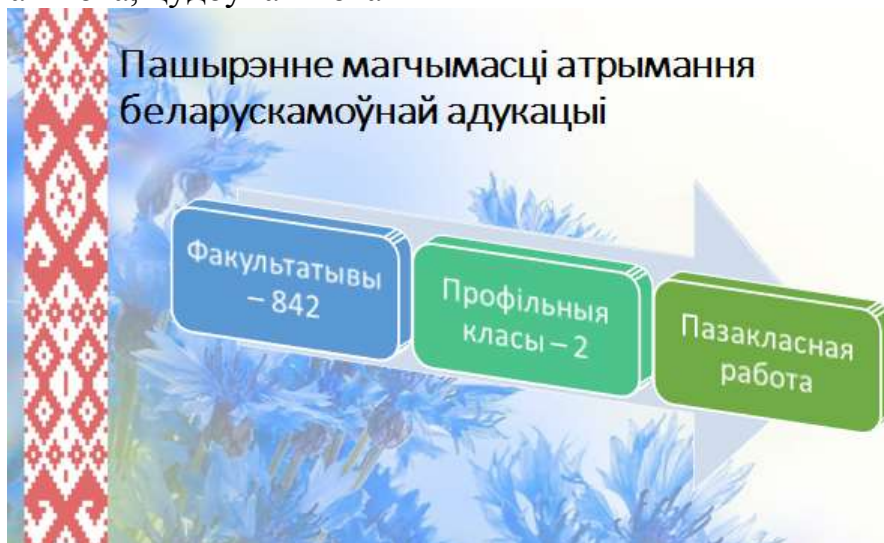 Пашырэнне магчымасці атрымання
беларускамоўнай адукацыі
Факультатывы
– 842
Профільныя
класы – 2
Пазакласная
работа